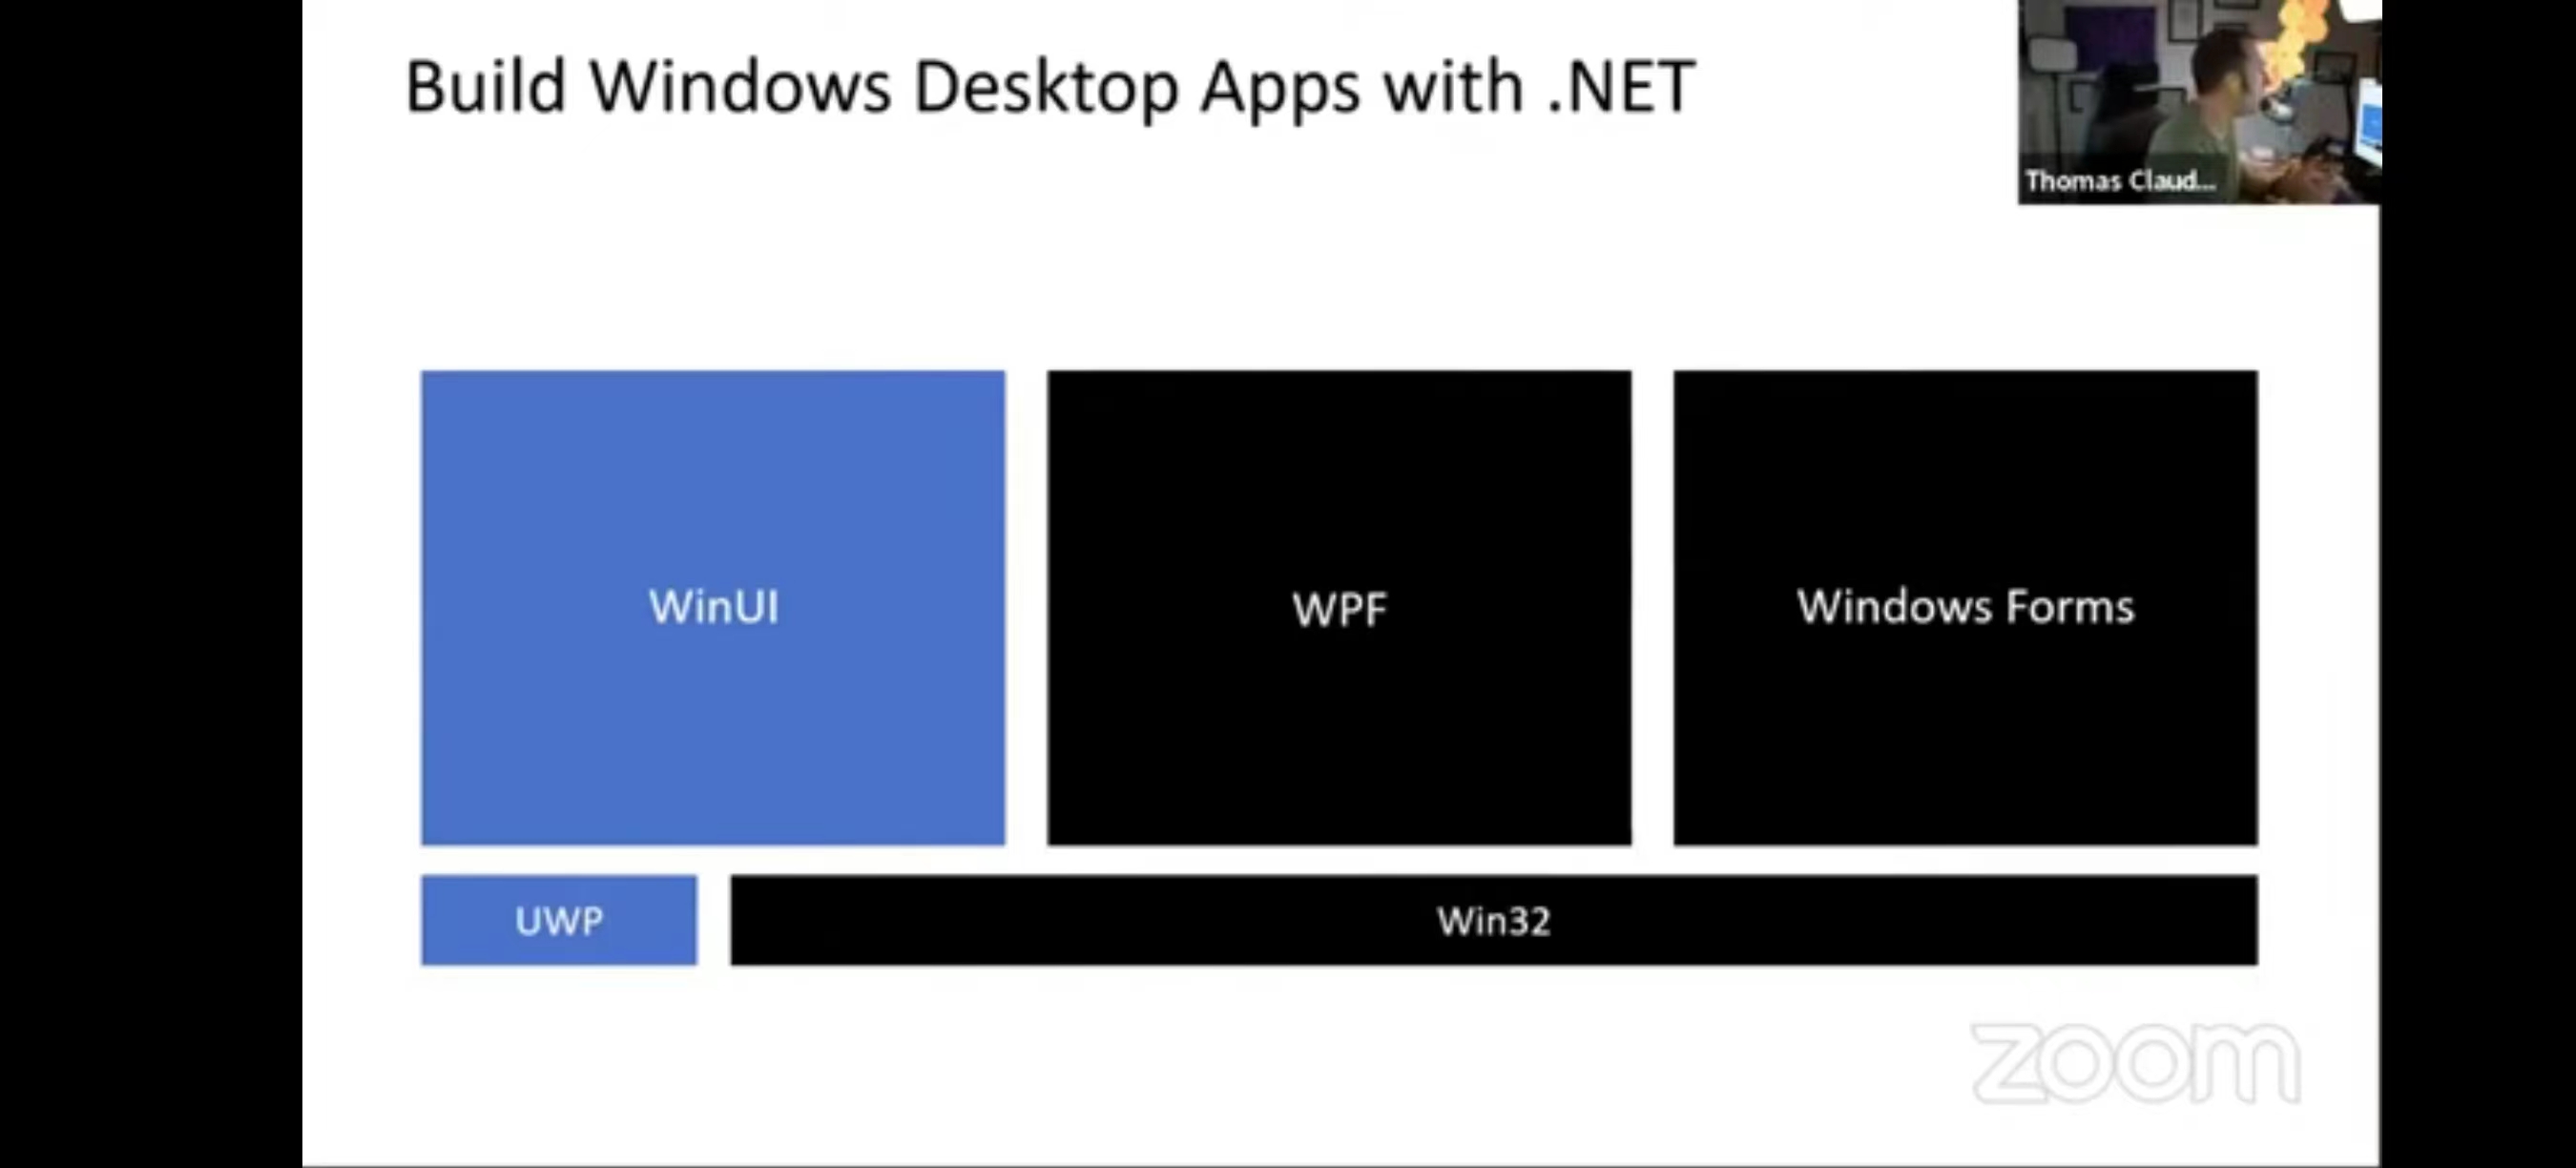 Build Windows Desktop Apps with .NET
Thomas Claud...
WinUI
WPF
Windows Forms
UWP
Win32
zoom